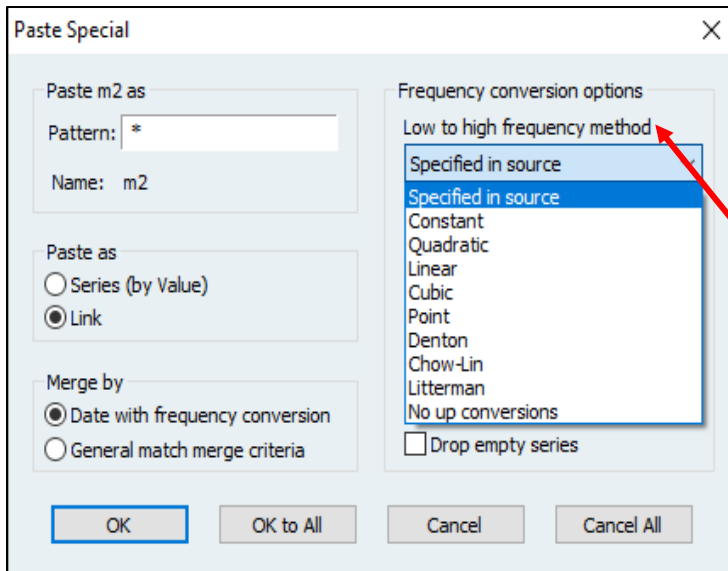 Paste Special
Paste m2 as
Pattern: *
Name: m2
Paste as
Series (by Value)
Link
Merge by
Date with frequency conversion
General match merge criteria
Frequency conversion options
Low to high frequency method
Specified in source
Specified in source
Constant
Quadratic
Linear
Cubic
Point
Denton
Chow-Lin
Litterman
No up conversions
Drop empty series
OK
OK to All
Cancel
Cancel All